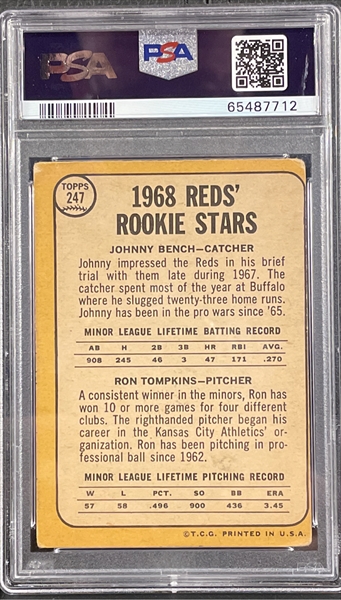 PSA
PSA
65487712
TOPPS
247
1968 REDS'
ROOKIE STARS
JOHNNY BENCH—CATCHER
Johnny impressed the Reds in his brief
trial with them late during 1967. The
catcher spent most of the year at Buffalo
where he slugged twenty-three home runs.
Johnny has been in the pro wars since '65.
MINOR LEAGUE LIFETIME BATTING RECORD
AB H 2B 3B HR RBI AVG.
908 245 46 3 47 171 .270
RON TOMPKINS—PITCHER
A consistent winner in the minors, Ron has
won 10 or more games for four different
clubs. The righthanded pitcher began his
career in the Kansas City Athletics' or-
ganization. Ron has been pitching in pro-
fessional ball since 1962.
MINOR LEAGUE LIFETIME PITCHING RECORD
W L PCT. SO BB ERA
57 58 .496 900 436 3.45
©T.C.G. PRINTED IN U.S.A.